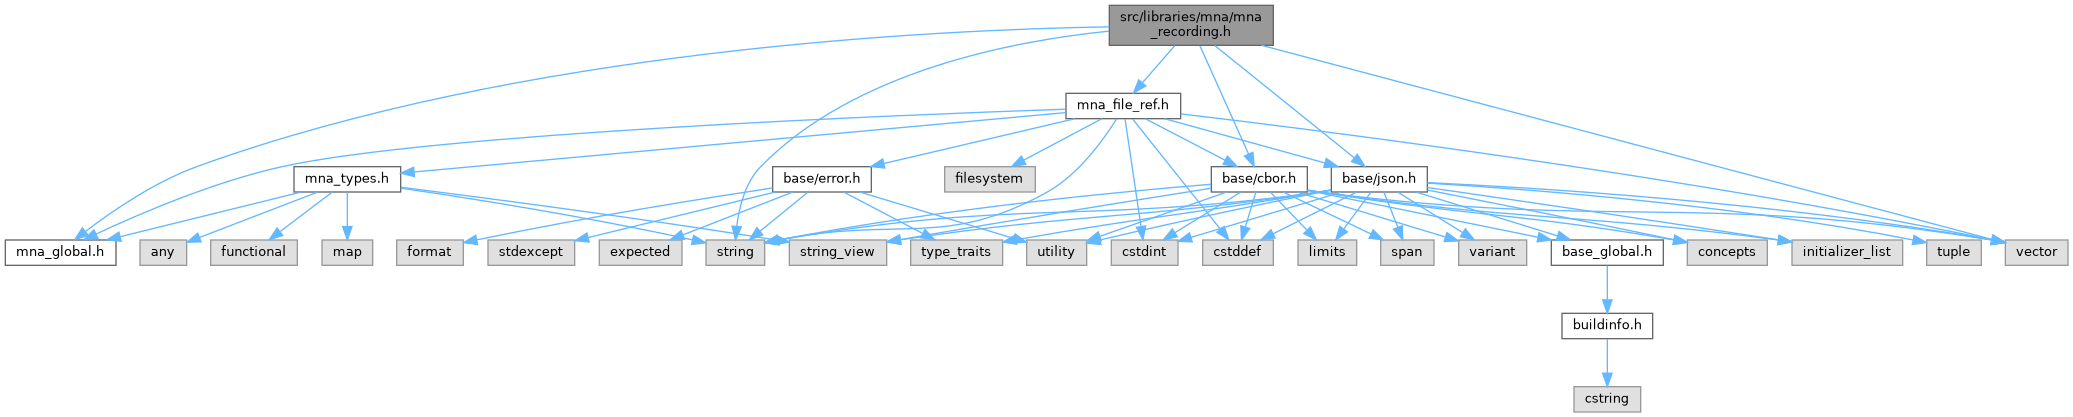 src/libraries/mna/mna
_recording.h
mna_file_ref.h
mna_types.h
base/error.h
filesystem
base/cbor.h
base/json.h
mna_global.h
any
functional
map
format
stdexcept
expected
string
string_view
type_traits
utility
cstdint
cstddef
limits
span
variant
base_global.h
concepts
initializer_list
tuple
vector
buildinfo.h
cstring